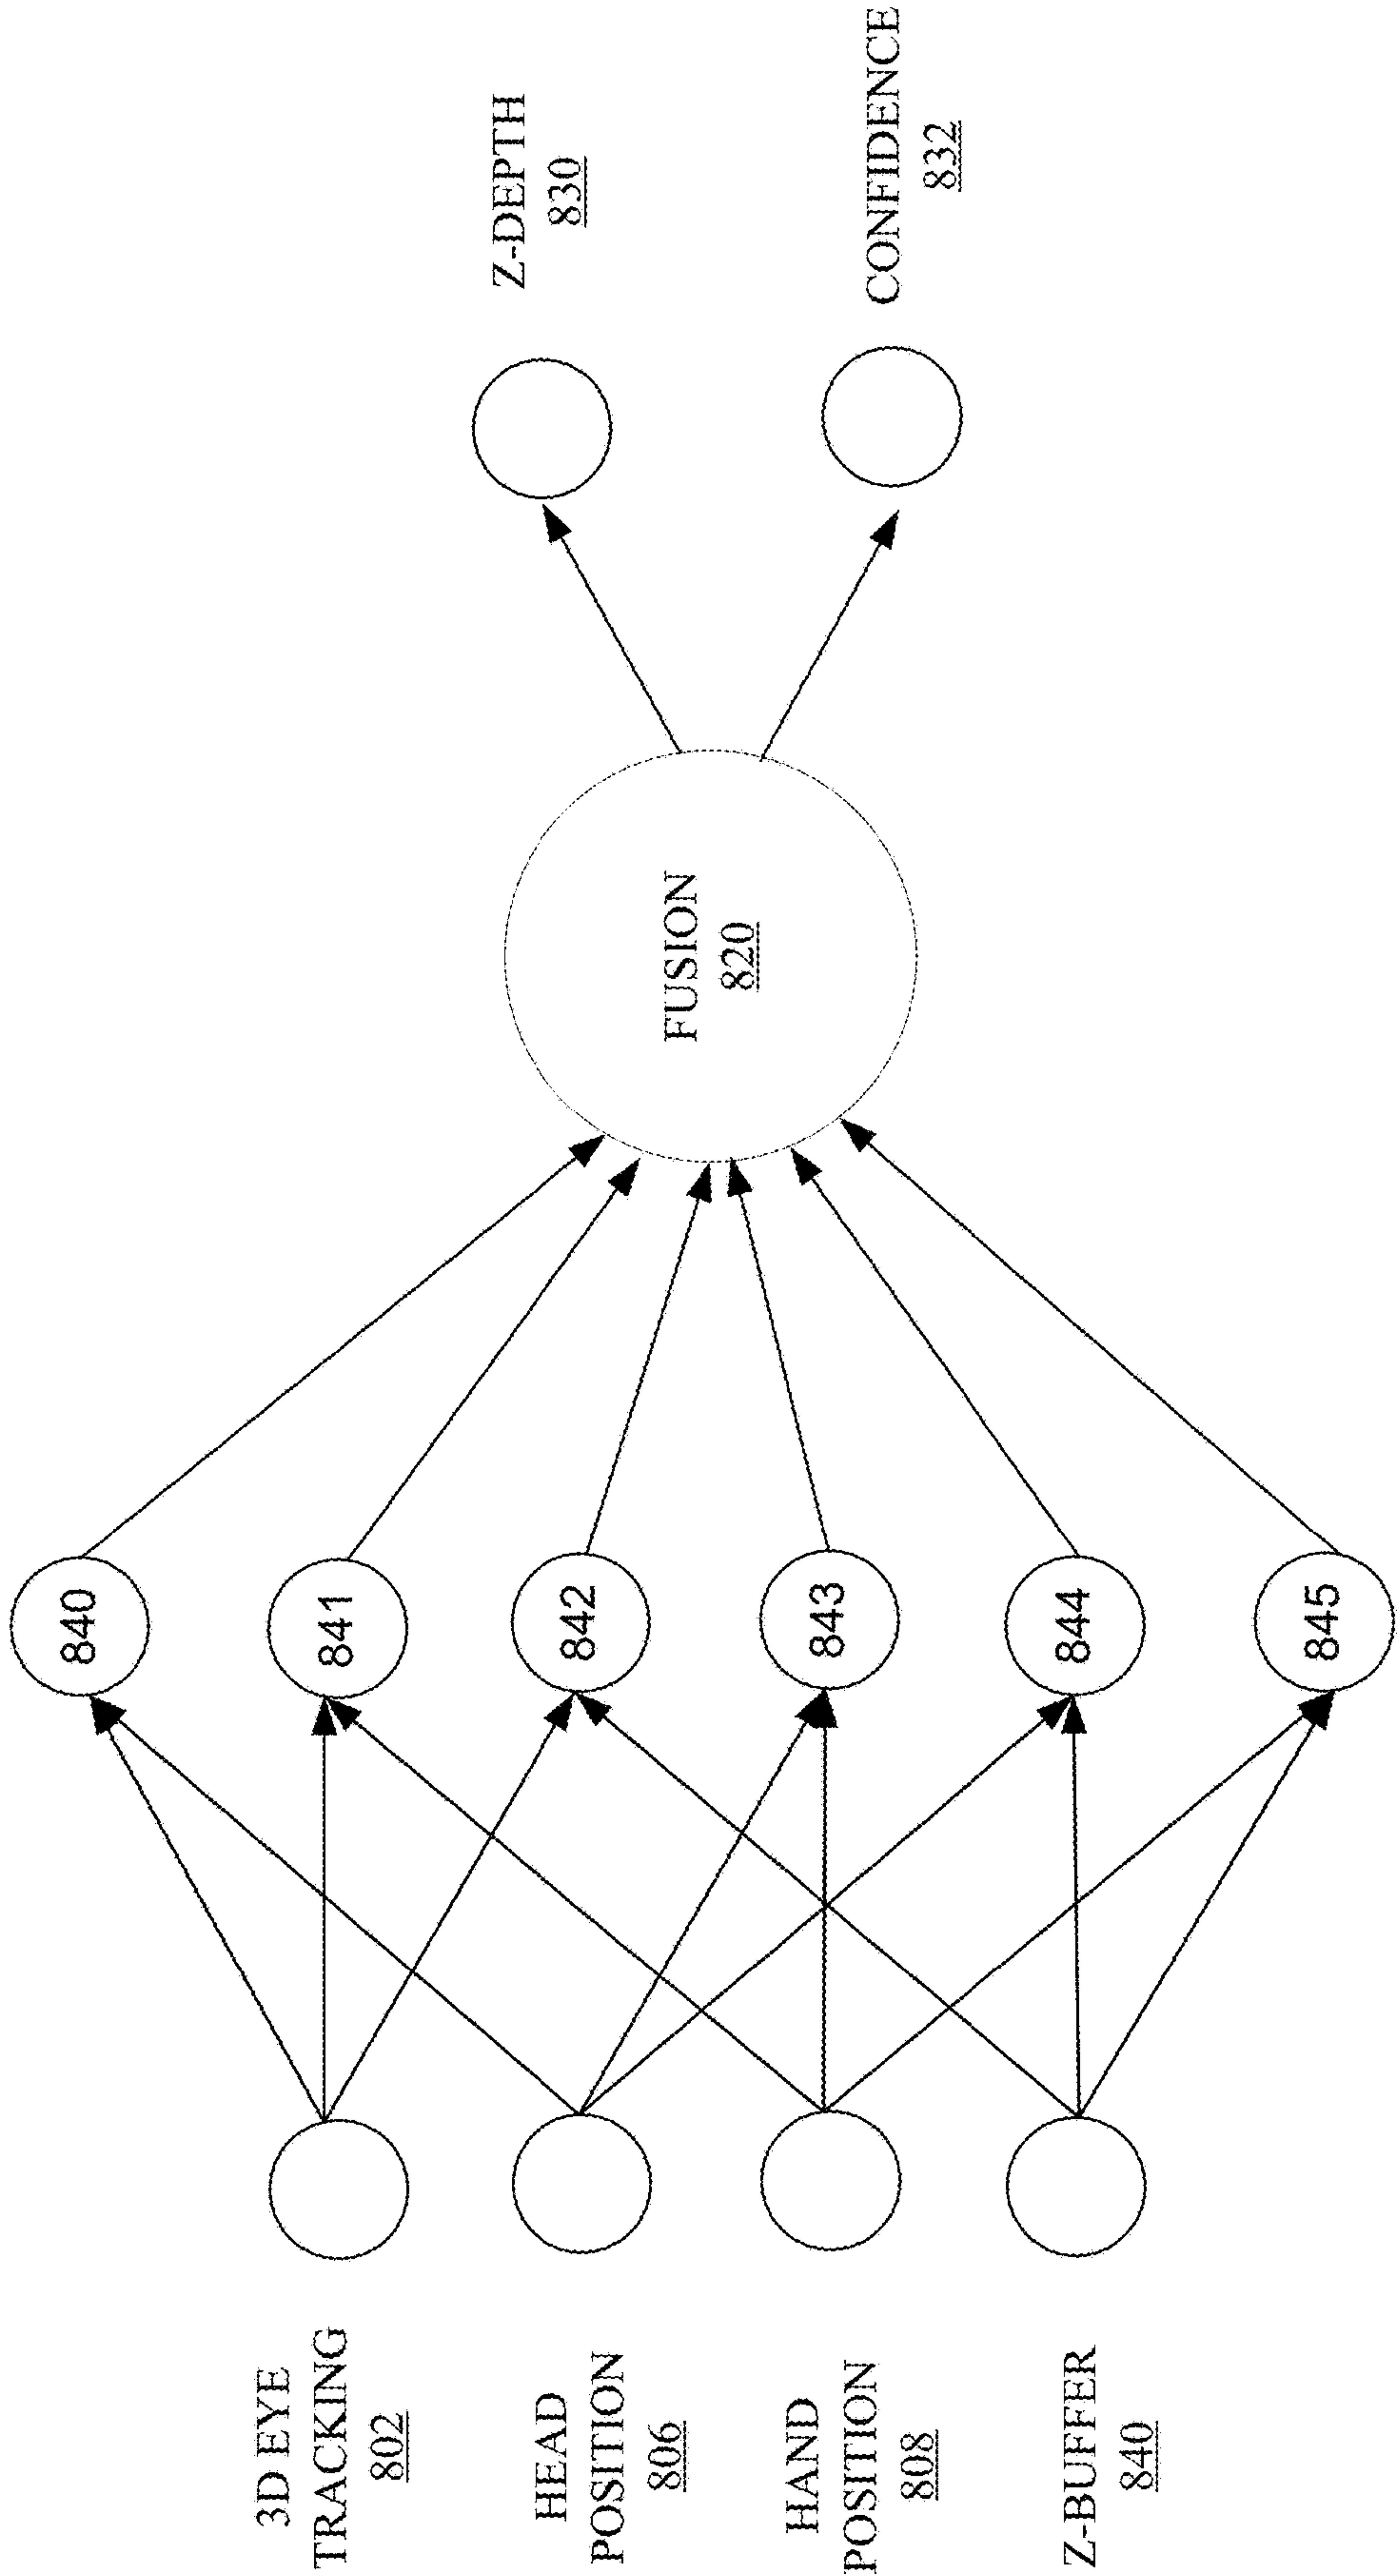 3D EYE
TRACKING
802
HEAD
POSITION
806
HAND
POSITION
808
Z-BUFFER
840
840
841
842
843
844
845
FUSION
820
Z-DEPTH
830
CONFIDENCE
832